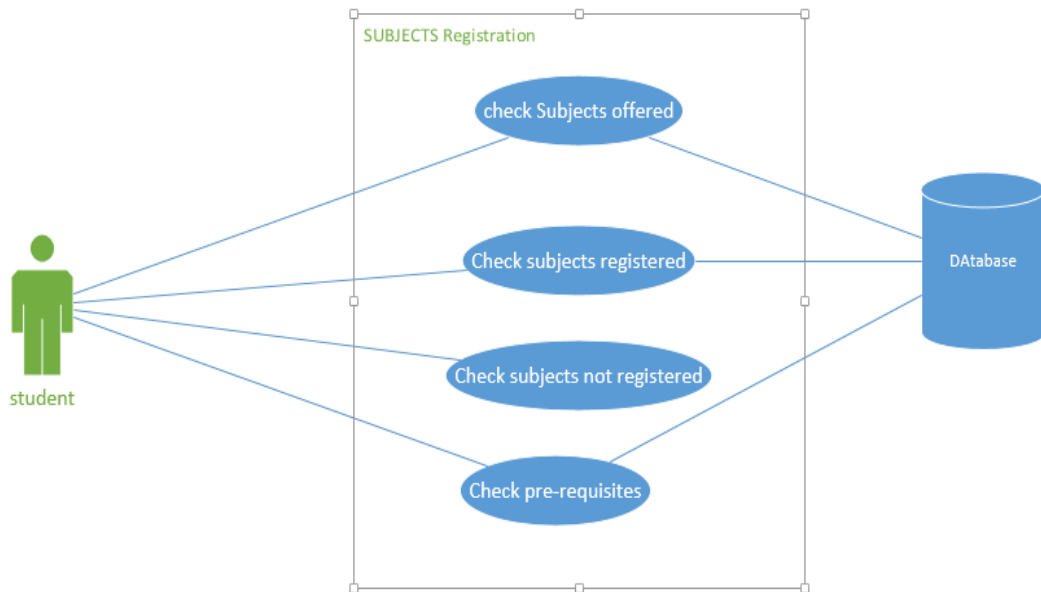 SUBJECTS Registration
check Subjects offered
Check subjects registered
DAtabase
Check subjects not registered
student
Check pre-requisites